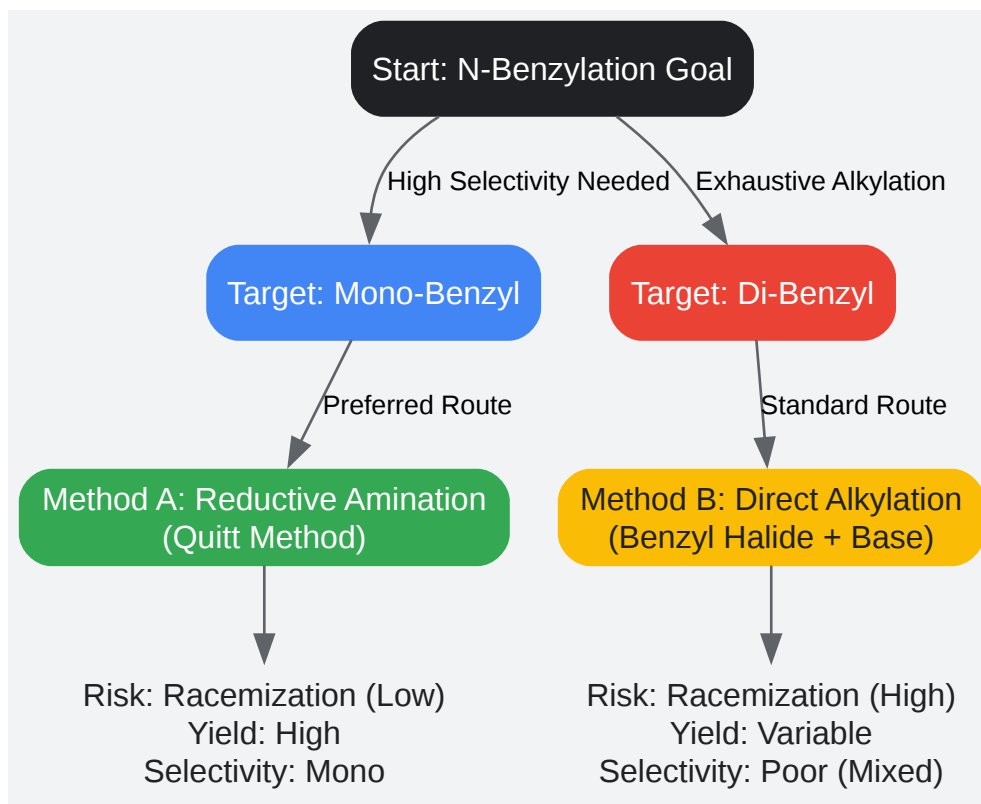 Start: N-Benzylation Goal
High Selectivity Needed
Exhaustive Alkylation
Target: Mono-Benzyl
Target: Di-Benzyl
Preferred Route
Standard Route
Method A: Reductive Amination
(Quitt Method)
Method B: Direct Alkylation
(Benzyl Halide + Base)
Risk: Racemization (Low)
Yield: High
Selectivity: Mono
Risk: Racemization (High)
Yield: Variable
Selectivity: Poor (Mixed)